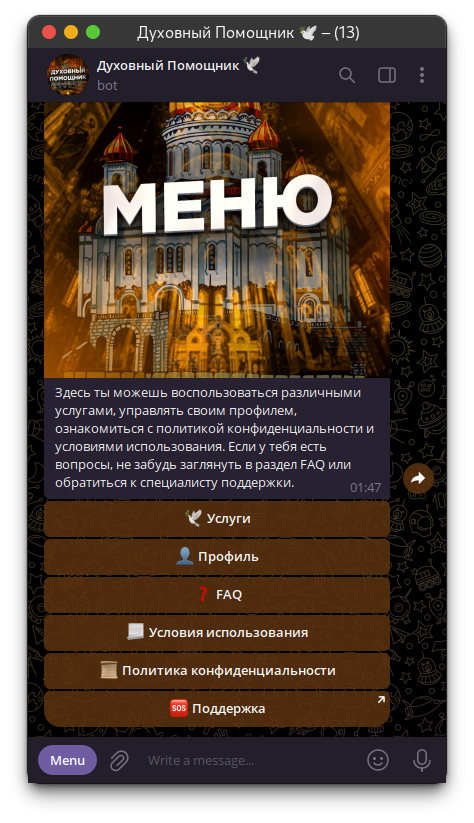 Духовный Помощник 🕊 – (13)
ДУХОВНЫЙ
ПОМОЩНИК
Духовный Помощник 🕊
bot
МЕНЮ
Здесь ты можешь воспользоваться различными
услугами, управлять своим профилем,
ознакомиться с политикой конфиденциальности и
условиями использования. Если у тебя есть
вопросы, не забудь заглянуть в раздел FAQ или
обратиться к специалисту поддержки.
01:47
🕊 Услуги
👤 Профиль
❓ FAQ
📃 Условия использования
📜 Политика конфиденциальности
🆘 Поддержка
Menu
Write a message...